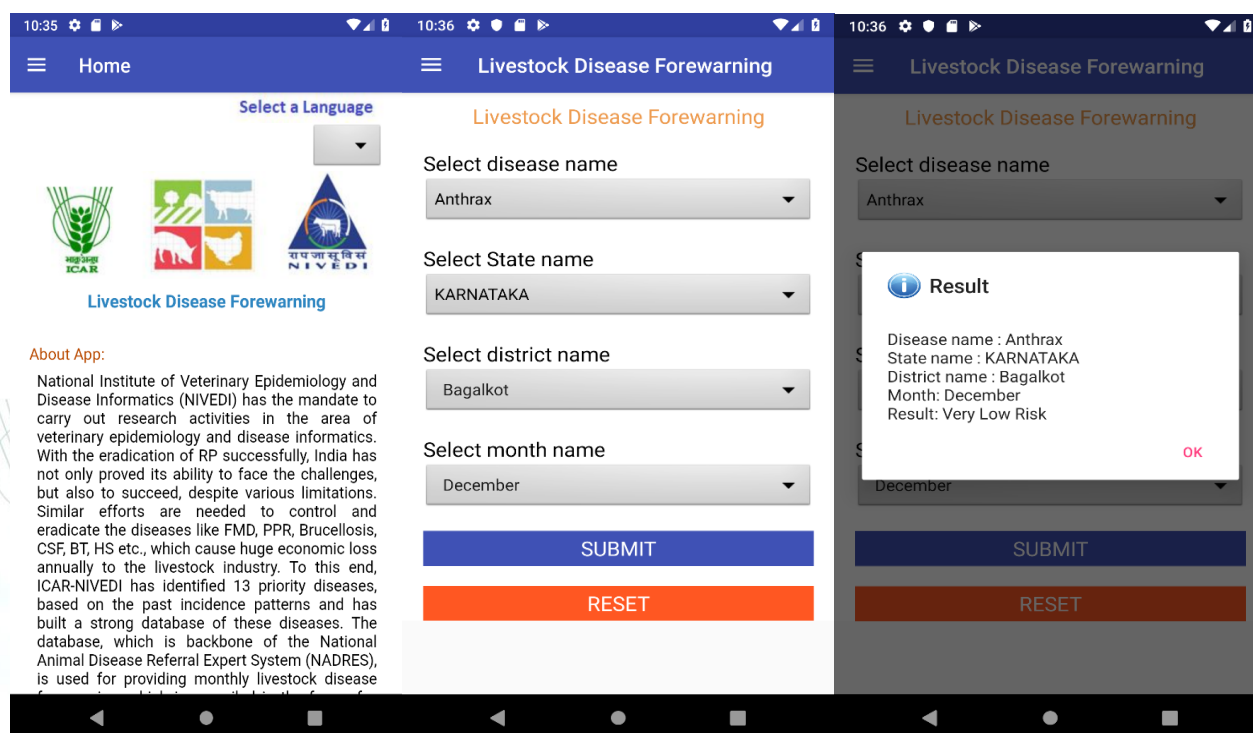 10:35
Home
Select a Language
भाकृअनुप
ICAR
रा प जा सू वि सं
NIVEDI
Livestock Disease Forewarning
About App:
National Institute of Veterinary Epidemiology and
Disease Informatics (NIVEDI) has the mandate to
carry out research activities in the area of
veterinary epidemiology and disease informatics.
With the eradication of RP successfully, India has
not only proved its ability to face the challenges,
but also to succeed, despite various limitations.
Similar efforts are needed to control and
eradicate the diseases like FMD, PPR, Brucellosis,
CSF, BT, HS etc., which cause huge economic loss
annually to the livestock industry. To this end,
ICAR-NIVEDI has identified 13 priority diseases,
based on the past incidence patterns and has
built a strong database of these diseases. The
database, which is backbone of the National
Animal Disease Referral Expert System (NADRES),
is used for providing monthly livestock disease
10:36
Livestock Disease Forewarning
Livestock Disease Forewarning
Select disease name
Anthrax
Select State name
KARNATAKA
Select district name
Bagalkot
Select month name
December
SUBMIT
RESET
10:36
Livestock Disease Forewarning
Livestock Disease Forewarning
Select disease name
Anthrax
Result
Disease name : Anthrax
State name : KARNATAKA
District name : Bagalkot
Month: December
Result: Very Low Risk
OK
December
SUBMIT
RESET